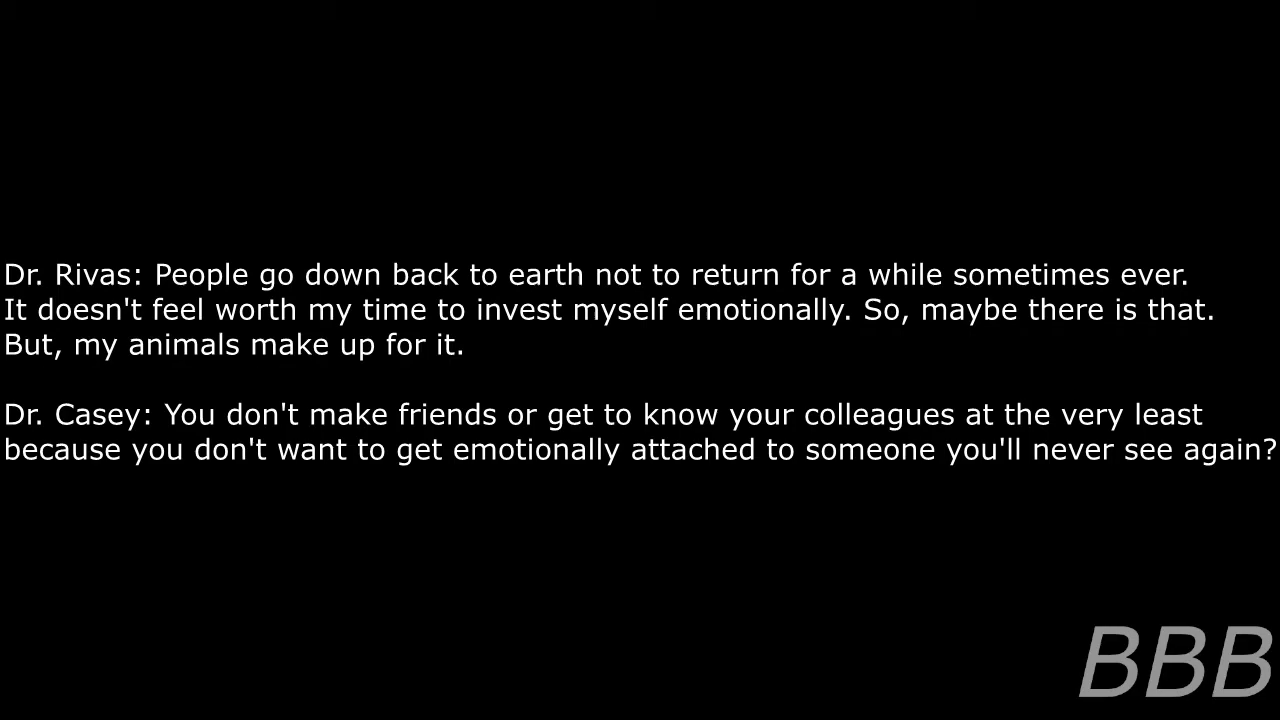 Dr. Rivas: People go down back to earth not to return for a while sometimes ever.
It doesn't feel worth my time to invest myself emotionally. So, maybe there is that.
But, my animals make up for it.
Dr. Casey: You don't make friends or get to know your colleagues at the very least
because you don't want to get emotionally attached to someone you'll never see again?
BBB